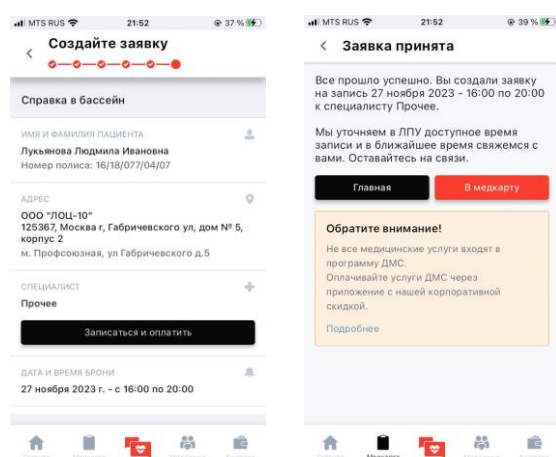 MTS RUS 21:52 37 %
Создайте заявку
Справка в бассейн
ИМЯ И ФАМИЛИЯ ПАЦИЕНТА
Лукьянова Людмила Ивановна
Номер полиса: 16/18/077/04/07
АДРЕС
ООО "ЛОЦ-10"
125367, Москва г, Габричевского ул, дом № 5,
корпус 2
м. Профсоюзная, ул Габричевского д.5
СПЕЦИАЛИСТ
Прочее
Записаться и оплатить
ДАТА И ВРЕМЯ БРОНИ
27 ноября 2023 г. - с 16:00 по 20:00
MTS RUS 21:52 39 %
Заявка принята
Все прошло успешно. Вы создали заявку
на запись 27 ноября 2023 - 16:00 по 20:00
к специалисту Прочее.
Мы уточняем в ЛПУ доступное время
записи и в ближайшее время свяжемся с
вами. Оставайтесь на связи.
Главная В медкарту
Обратите внимание!
Не все медицинские услуги входят в
программу ДМС.
Оплачивайте услуги ДМС через
приложение с нашей корпоративной
скидкой.
Подробнее